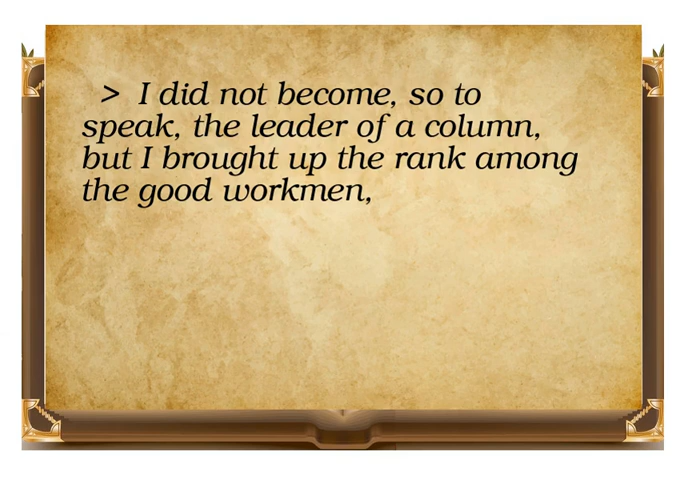 > I did not become, so to
speak, the leader of a column,
but I brought up the rank among
the good workmen,